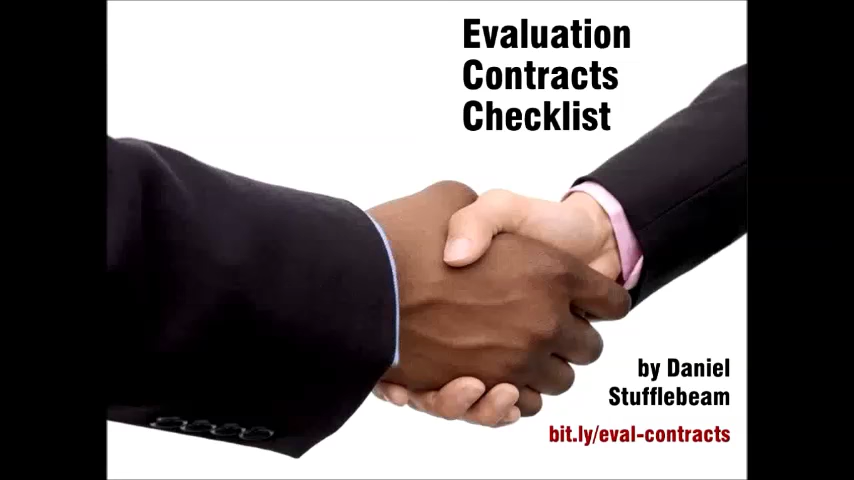 Evaluation
Contracts
Checklist
by Daniel
Stufflebeam
bit.ly/eval-contracts